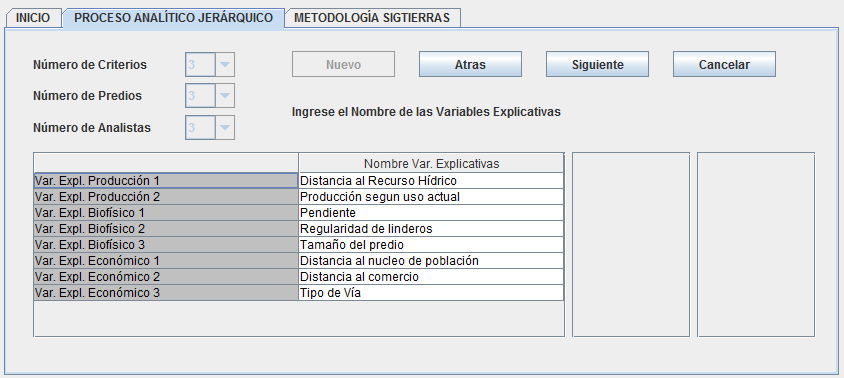 INICIO PROCESO ANALÍTICO JERÁRQUICO METODOLOGÍA SIGTIERRAS
Número de Criterios 3 Nuevo Atras Siguiente Cancelar
Número de Predios 3
Ingrese el Nombre de las Variables Explicativas
Número de Analistas 3
Nombre Var. Explicativas
Var. Expl. Producción 1 Distancia al Recurso Hídrico
Var. Expl. Producción 2 Producción segun uso actual
Var. Expl. Biofísico 1 Pendiente
Var. Expl. Biofísico 2 Regularidad de linderos
Var. Expl. Biofísico 3 Tamaño del predio
Var. Expl. Económico 1 Distancia al nucleo de población
Var. Expl. Económico 2 Distancia al comercio
Var. Expl. Económico 3 Tipo de Vía